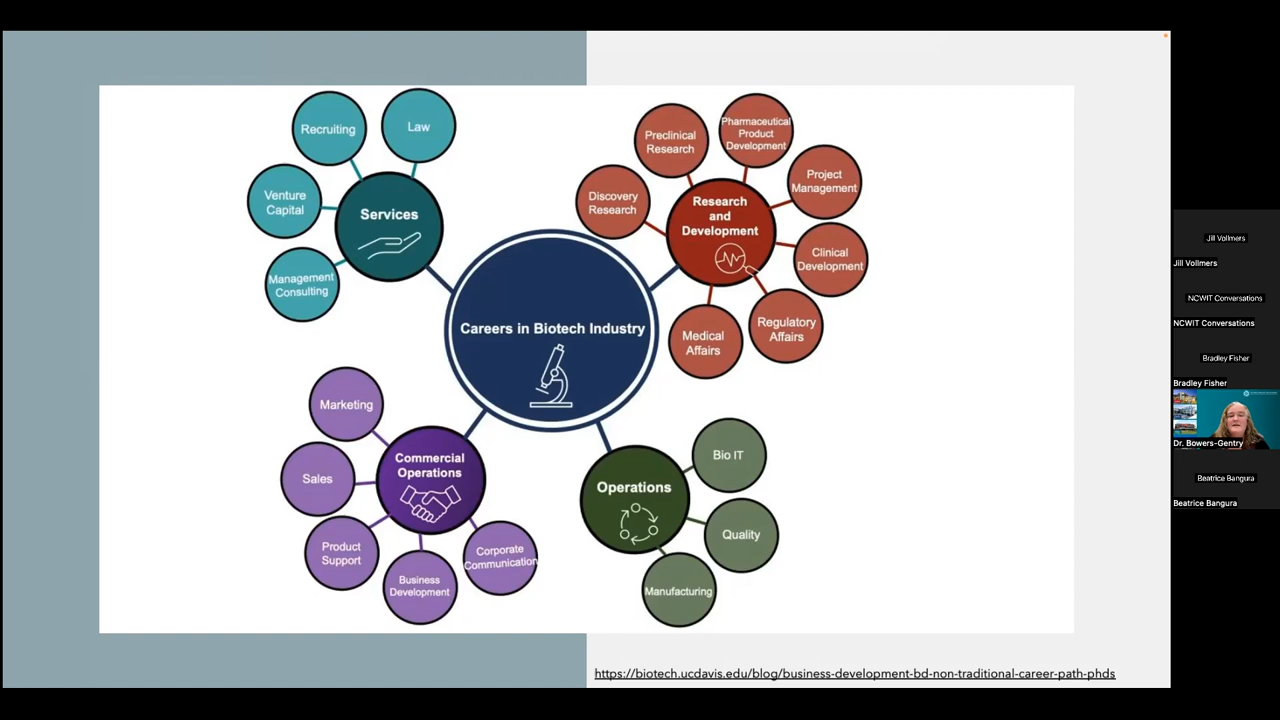 Recruiting
Law
Venture
Capital
Services
Management
Consulting
Preclinical
Research
Pharmaceutical
Product
Development
Project
Management
Discovery
Research
Research
and
Development
Clinical
Development
Medical
Affairs
Regulatory
Affairs
Careers in Biotech Industry
Marketing
Commercial
Operations
Sales
Product
Support
Business
Development
Corporate
Communication
Operations
Bio IT
Quality
Manufacturing
https://biotech.ucdavis.edu/blog/business-development-bd-non-traditional-career-path-phds
Jill Vollmers
Jill Vollmers
NCWIT Conversations
NCWIT Conversations
Bradley Fisher
Bradley Fisher
Dr. Bowers-Gentry
Beatrice Bangura
Beatrice Bangura